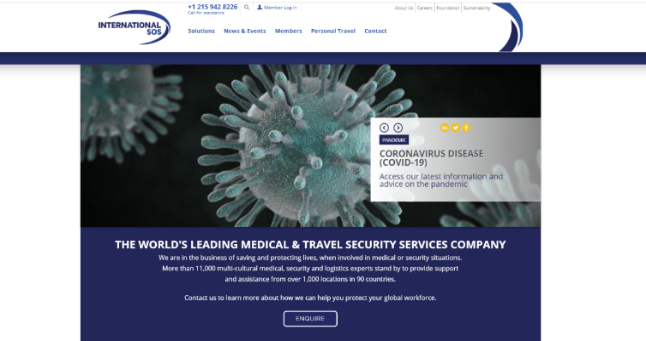 +1 215 942 8226
Member Log In
Call for assistance
About Us Careers Foundation Sustainability
INTERNATIONAL
SOS
Solutions News & Events Members Personal Travel Contact
PANDEMIC
CORONAVIRUS DISEASE
(COVID-19)
Access our latest information and
advice on the pandemic
THE WORLD'S LEADING MEDICAL & TRAVEL SECURITY SERVICES COMPANY
We are in the business of saving and protecting lives, when involved in medical or security situations.
More than 11,000 multi-cultural medical, security and logistics experts stand by to provide support
and assistance from over 1,000 locations in 90 countries.
Contact us to learn more about how we can help you protect your global workforce.
ENQUIRE